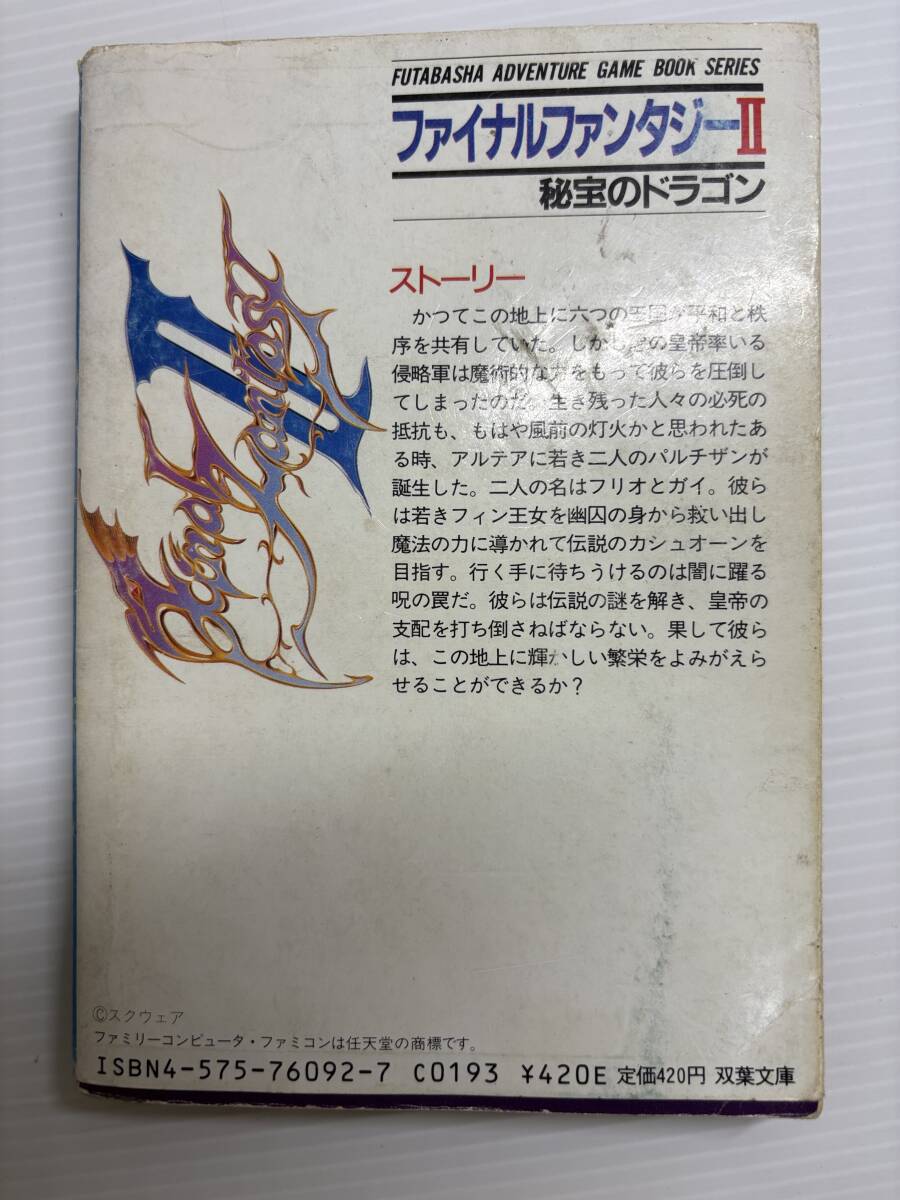 FUTABASHA ADVENTURE GAME BOOK SERIES
ファイナルファンタジーII
秘宝のドラゴン
ストーリー
かつてこの地上に六つの王国が平和と秩
序を共有していた。しかし の皇帝率いる
侵略軍は魔術的な力をもって彼らを圧倒し
てしまったのだ。生き残った人々の必死の
抵抗も、もはや風前の灯火かと思われたあ
る時、アルテアに若き二人のパルチザンが
誕生した。二人の名はフリオとガイ。彼ら
は若きフィン王女を幽囚の身から救い出し
魔法の力に導かれて伝説のカシュオーンを
目指す。行く手に待ちうけるのは闇に躍る
呪の罠だ。彼らは伝説の謎を解き、皇帝の
支配を打ち倒さねばならない。果して彼ら
は、この地上に輝かしい繁栄をよみがえら
せることができるか？
Final Fantasy II
©スクウェア
ファミリーコンピュータ・ファミコンは任天堂の商標です。
ISBN4-575-76092-7 C0193 ¥420E 定価420円 双葉文庫